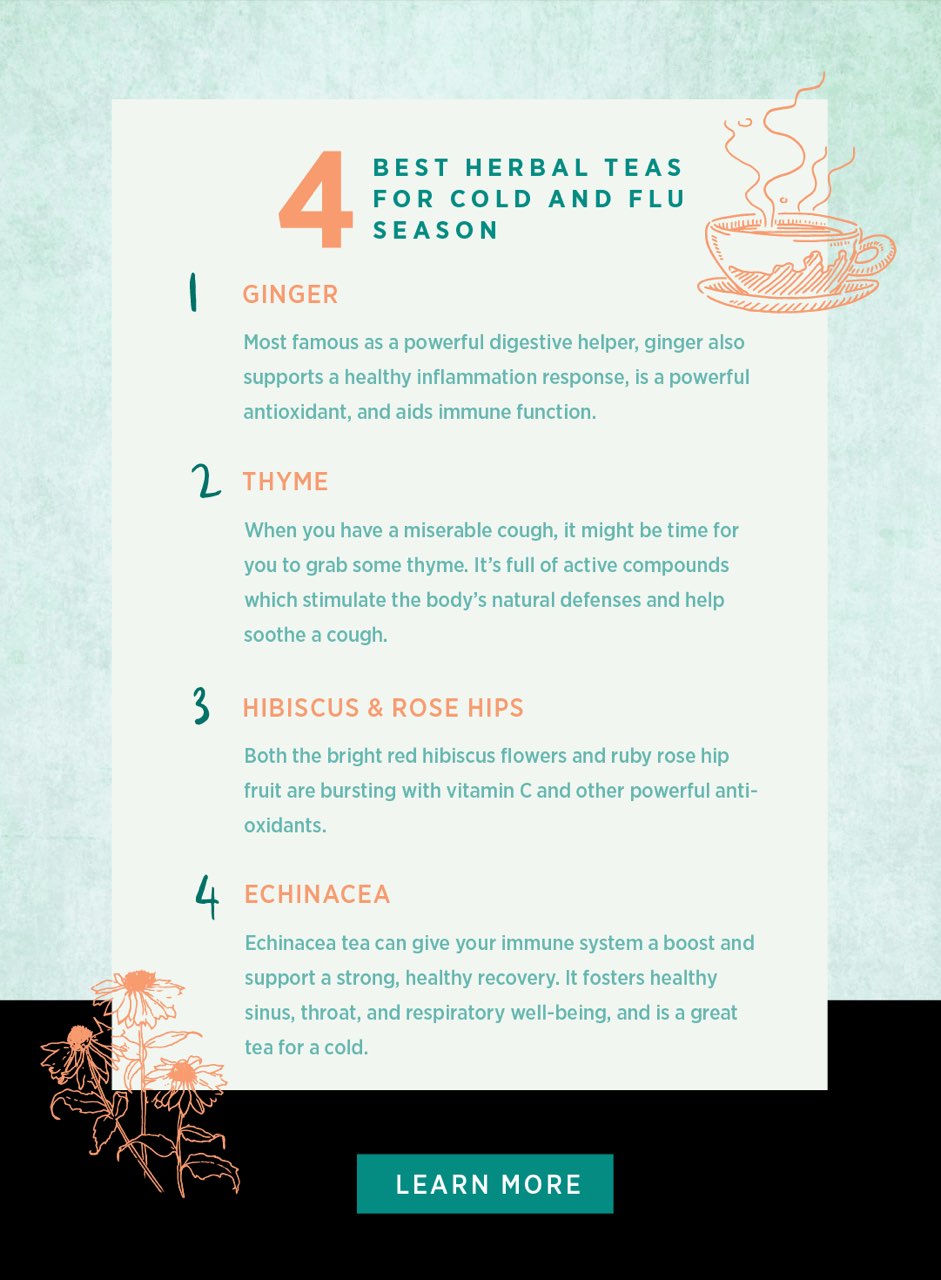 4 BEST HERBAL TEAS
FOR COLD AND FLU
SEASON
1 GINGER
Most famous as a powerful digestive helper, ginger also
supports a healthy inflammation response, is a powerful
antioxidant, and aids immune function.
2 THYME
When you have a miserable cough, it might be time for
you to grab some thyme. It’s full of active compounds
which stimulate the body’s natural defenses and help
soothe a cough.
3 HIBISCUS & ROSE HIPS
Both the bright red hibiscus flowers and ruby rose hip
fruit are bursting with vitamin C and other powerful anti-
oxidants.
4 ECHINACEA
Echinacea tea can give your immune system a boost and
support a strong, healthy recovery. It fosters healthy
sinus, throat, and respiratory well-being, and is a great
tea for a cold.
LEARN MORE